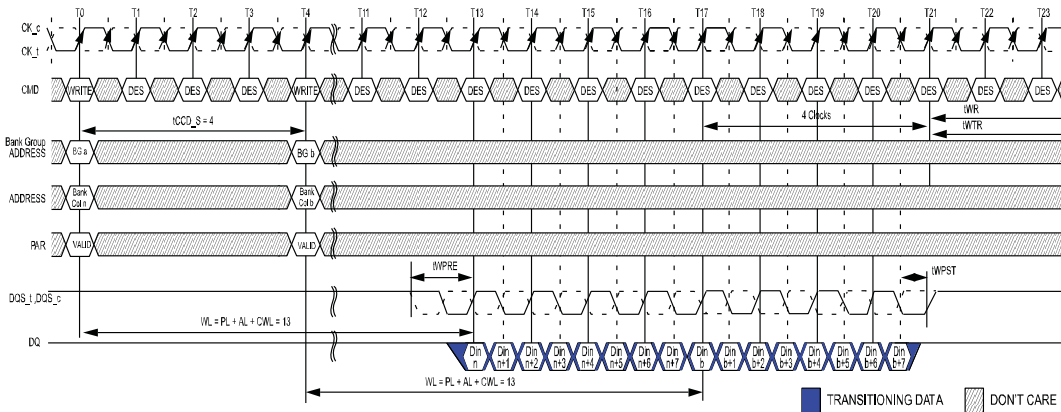 T0 T1 T2 T3 T4 T11 T12 T13 T14 T15 T16 T17 T18 T19 T20 T21 T22 T23
CK_c
CK_t
CMD WRITE DES DES DES WRITE DES DES DES DES DES DES DES DES DES DES DES DES DES
tCCD_S = 4
4 Clocks
tWR
tWTR
Bank Group
ADDRESS
BG a
BG b
ADDRESS
Bank
Col n
Bank
Col b
PAR VALID VALID
tWPRE
tWPST
DQS_t ,DQS_c
WL = PL + AL + CWL = 13
DQ
Din
n
Din
n+1
Din
n+2
Din
n+3
Din
n+4
Din
n+5
Din
n+6
Din
n+7
Din
b
Din
b+1
Din
b+2
Din
b+3
Din
b+4
Din
b+5
Din
b+6
Din
b+7
WL = PL + AL + CWL = 13
TRANSITIONING DATA
DON'T CARE